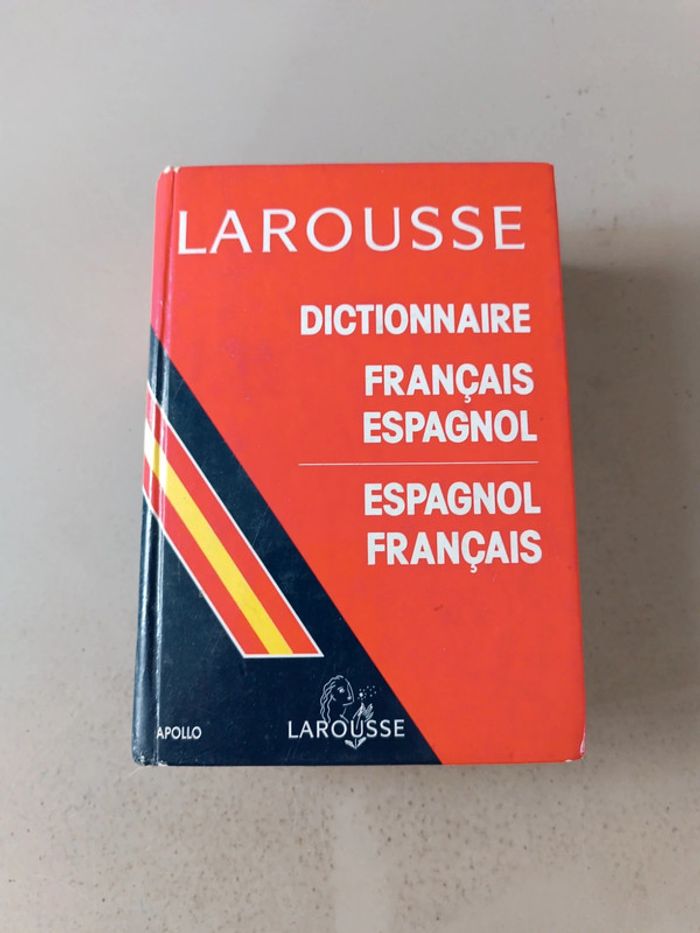 LAROUSSE
DICTIONNAIRE
FRANÇAIS
ESPAGNOL
ESPAGNOL
FRANÇAIS
APOLLO
LAROUSSE